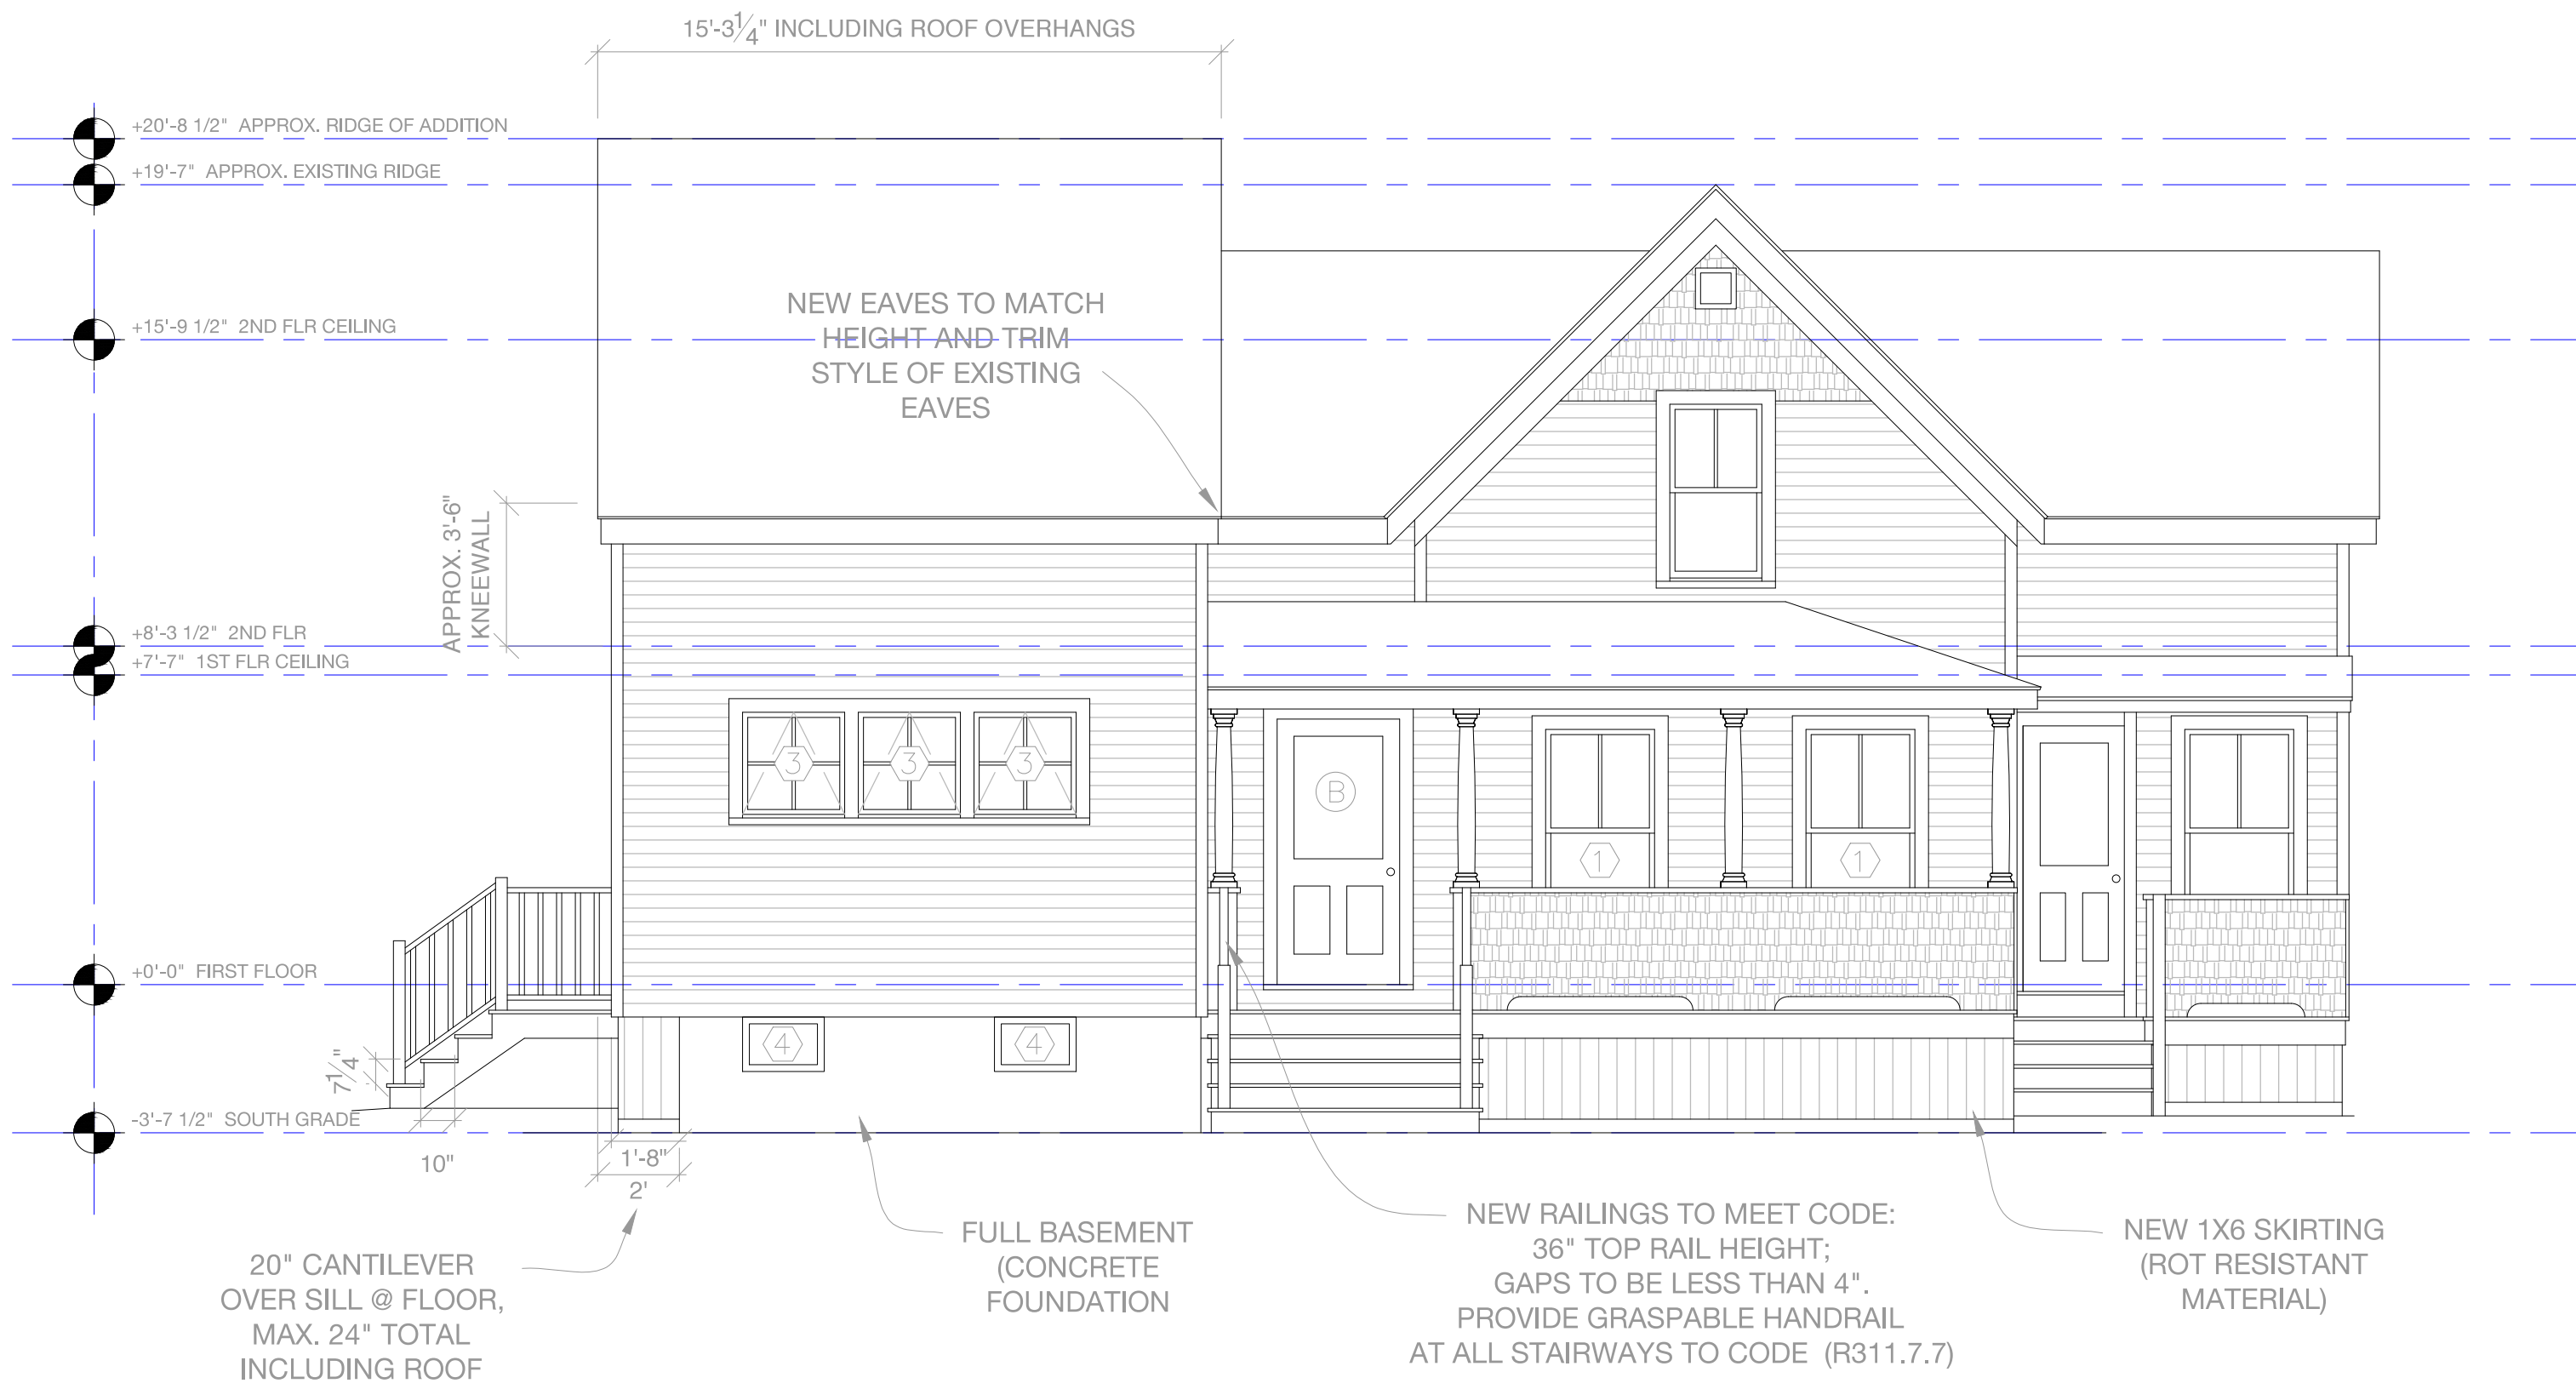 15'-3 1/4" INCLUDING ROOF OVERHANGS
+20'-8 1/2" APPROX. RIDGE OF ADDITION
+19'-7" APPROX. EXISTING RIDGE
NEW EAVES TO MATCH
HEIGHT AND TRIM
STYLE OF EXISTING
EAVES
+15'-9 1/2" 2ND FLR CEILING
APPROX. 3'-6"
KNEEWALL
+8'-3 1/2" 2ND FLR
+7'-7" 1ST FLR CEILING
3
3
3
B
1
1
+0'-0" FIRST FLOOR
4
4
7 1/4"
-3'-7 1/2" SOUTH GRADE
10"
1'-8"
2'
20" CANTILEVER
OVER SILL @ FLOOR,
MAX. 24" TOTAL
INCLUDING ROOF
FULL BASEMENT
(CONCRETE
FOUNDATION
NEW RAILINGS TO MEET CODE:
36" TOP RAIL HEIGHT;
GAPS TO BE LESS THAN 4".
PROVIDE GRASPABLE HANDRAIL
AT ALL STAIRWAYS TO CODE (R311.7.7)
NEW 1X6 SKIRTING
(ROT RESISTANT
MATERIAL)